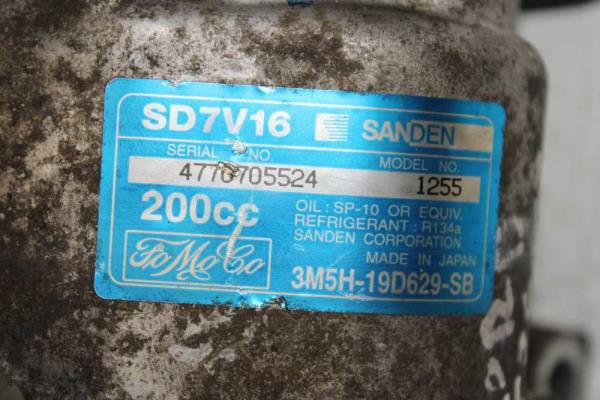 SD7V16 SANDEN
SERIAL NO. MODEL NO.
4776705524 1255
200cc
OIL : SP-10 OR EQUIV.
REFRIGERANT : R134a
SANDEN CORPORATION
MADE IN JAPAN
FoMoCo 3M5H-19D629-SB